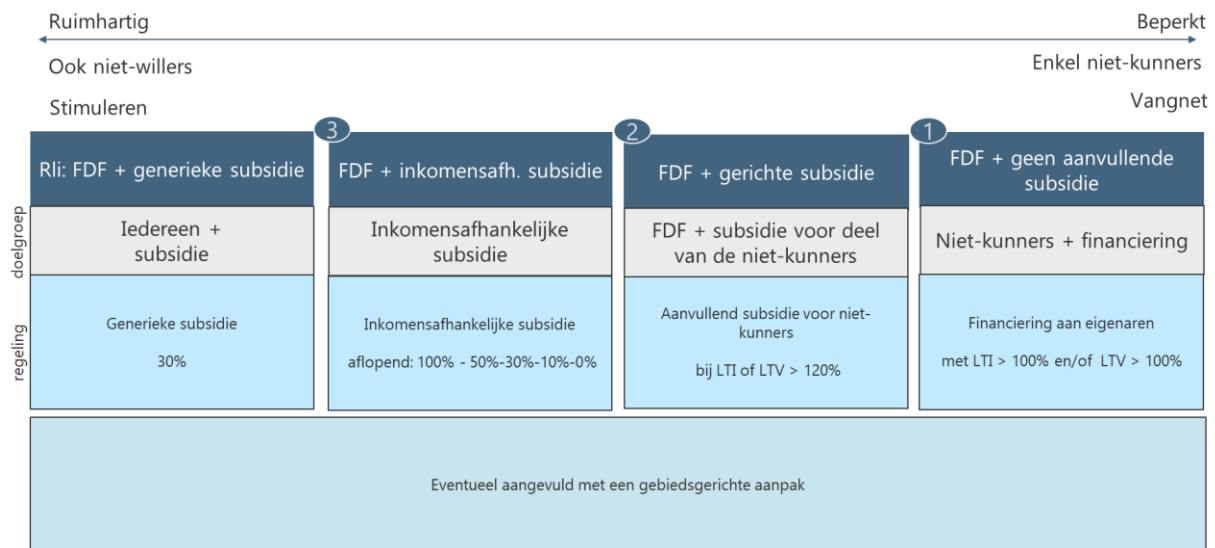 Ruimhartig
Beperkt
Ook niet-willers
Enkel niet-kunners
Stimuleren
Vangnet
3
2
1
Rli: FDF + generieke subsidie
FDF + inkomensafh. subsidie
FDF + gerichte subsidie
FDF + geen aanvullende
subsidie
doelgroep
Iedereen +
subsidie
Inkomensafhankelijke
subsidie
FDF + subsidie voor deel
van de niet-kunners
Niet-kunners + financiering
regeling
Generieke subsidie
30%
Inkomensafhankelijke subsidie
aflopend: 100% - 50%-30%-10%-0%
Aanvullend subsidie voor niet-
kunners
bij LTI of LTV > 120%
Financiering aan eigenaren
met LTI > 100% en/of LTV > 100%
Eventueel aangevuld met een gebiedsgerichte aanpak